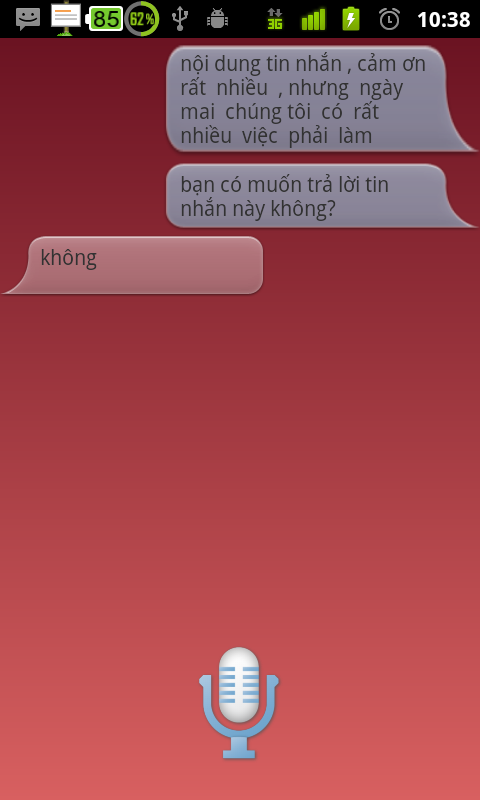 85 62% 3G 10:38
nội dung tin nhắn , cảm ơn
rất nhiều , nhưng ngày
mai chúng tôi có rất
nhiều việc phải làm
bạn có muốn trả lời tin
nhắn này không?
không